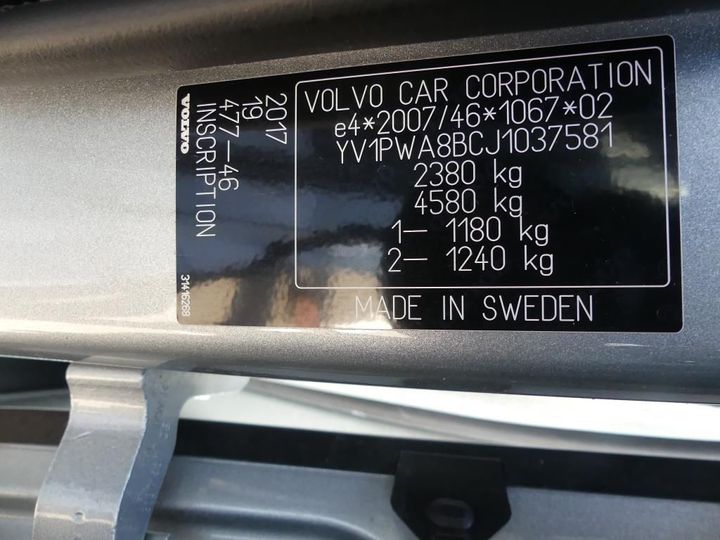 VOLVO CAR CORPORATION
e4*2007/46*1067*02
YV1PWA8BCJ1037581
2380 kg
4580 kg
1– 1180 kg
2– 1240 kg
MADE IN SWEDEN
2017
19
477–46
INSCRIPTION
VOLVO
31416268